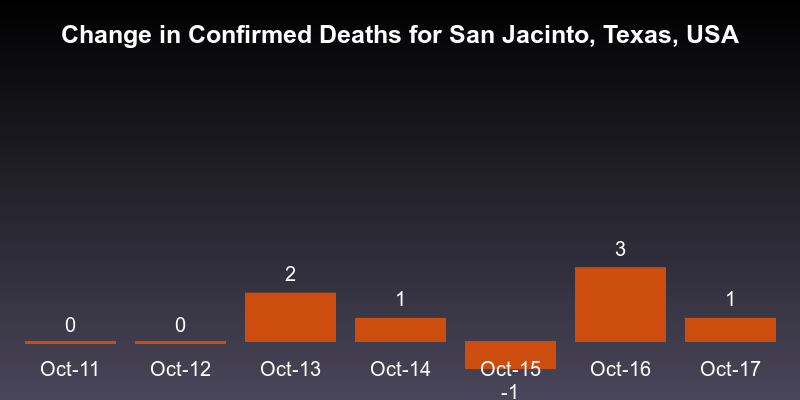 Change in Confirmed Deaths for San Jacinto, Texas, USA
0
0
2
1
3
1
Oct-11
Oct-12
Oct-13
Oct-14
Oct-15
Oct-16
Oct-17
-1